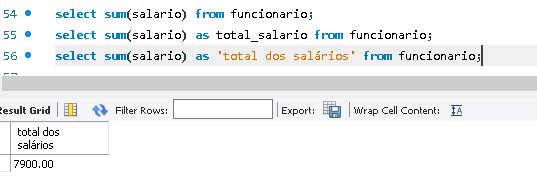 54 select sum(salario) from funcionario;
55 select sum(salario) as total_salario from funcionario;
56 select sum(salario) as 'total dos salários' from funcionario;
Result Grid Filter Rows: Export: Wrap Cell Content:
total dos
salários
7900.00